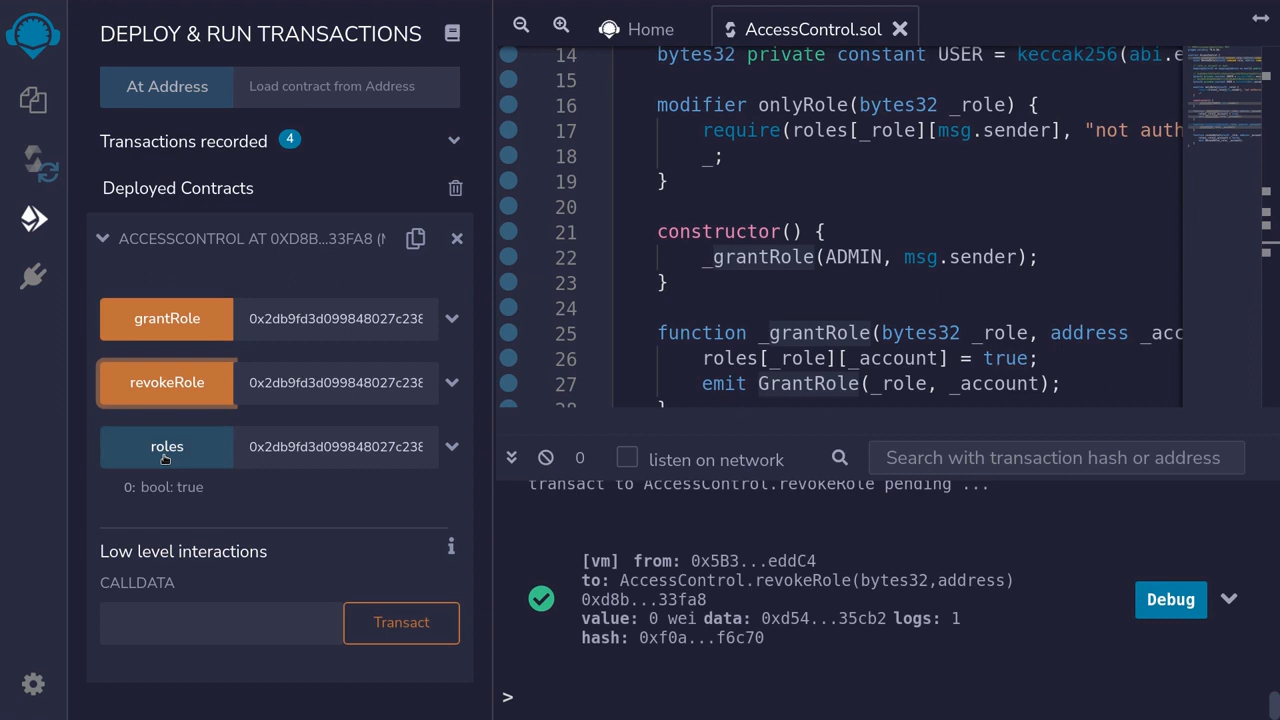 DEPLOY & RUN TRANSACTIONS
At Address
Load contract from Address
Transactions recorded 4
Deployed Contracts
ACCESSCONTROL AT 0XD8B...33FA8 (
grantRole
0x2db9fd3d099848027c238
revokeRole
0x2db9fd3d099848027c238
roles
0x2db9fd3d099848027c238
0: bool: true
Low level interactions
i
CALLDATA
Transact
Home
AccessControl.sol
14 bytes32 private constant USER = keccak256(abi.e
15
16 modifier onlyRole(bytes32 _role) {
17 require(roles[_role][msg.sender], "not auth
18 _;
19 }
20
21 constructor() {
22 _grantRole(ADMIN, msg.sender);
23 }
24
25 function _grantRole(bytes32 _role, address _acc
26 roles[_role][_account] = true;
27 emit GrantRole(_role, _account);
28 }
0
listen on network
Search with transaction hash or address
transact to AccessControl.revokeRole pending ...
[vm] from: 0x5B3...eddC4
to: AccessControl.revokeRole(bytes32,address)
0xd8b...33fa8
value: 0 wei data: 0xd54...35cb2 logs: 1
hash: 0xf0a...f6c70
Debug
>